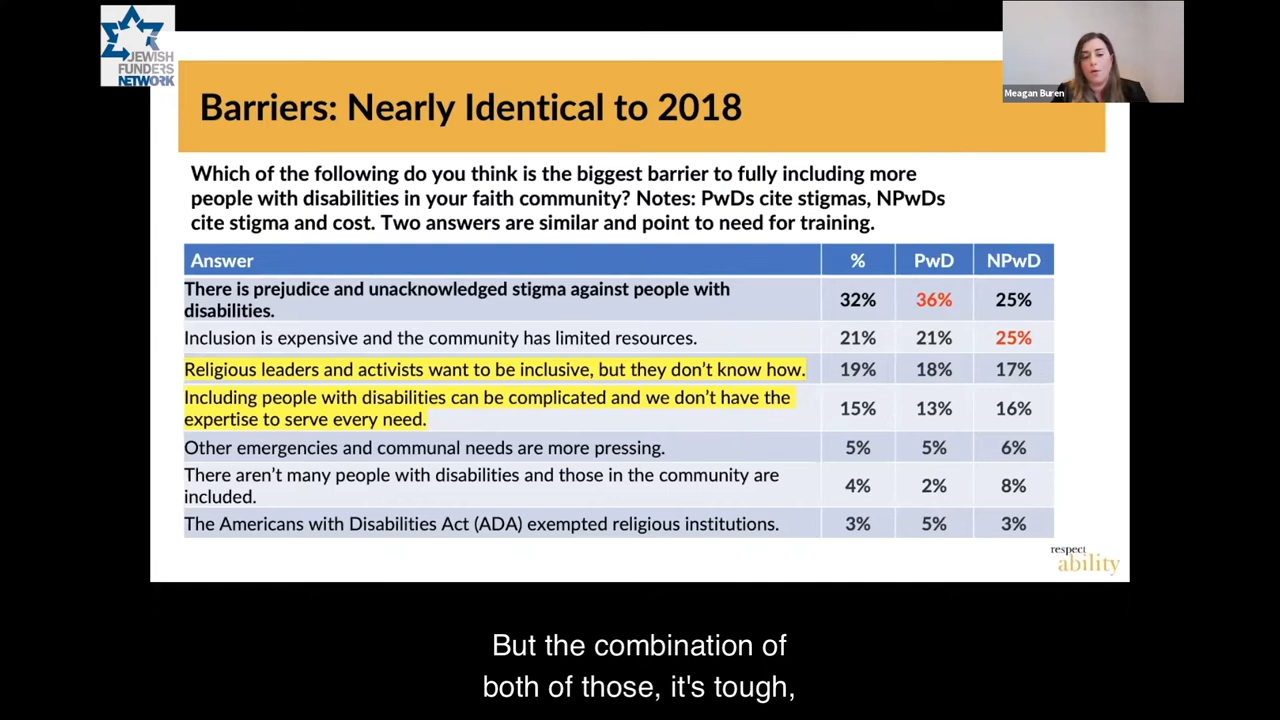 JEWISH
FUNDERS
NETWORK
Meagan Buren
Barriers: Nearly Identical to 2018
Which of the following do you think is the biggest barrier to fully including more
people with disabilities in your faith community? Notes: PwDs cite stigmas, NPwDs
cite stigma and cost. Two answers are similar and point to need for training.
Answer % PwD NPwD
There is prejudice and unacknowledged stigma against people with
disabilities. 32% 36% 25%
Inclusion is expensive and the community has limited resources. 21% 21% 25%
Religious leaders and activists want to be inclusive, but they don’t know how. 19% 18% 17%
Including people with disabilities can be complicated and we don’t have the
expertise to serve every need. 15% 13% 16%
Other emergencies and communal needs are more pressing. 5% 5% 6%
There aren’t many people with disabilities and those in the community are
included. 4% 2% 8%
The Americans with Disabilities Act (ADA) exempted religious institutions. 3% 5% 3%
respect
ability
But the combination of
both of those, it's tough,